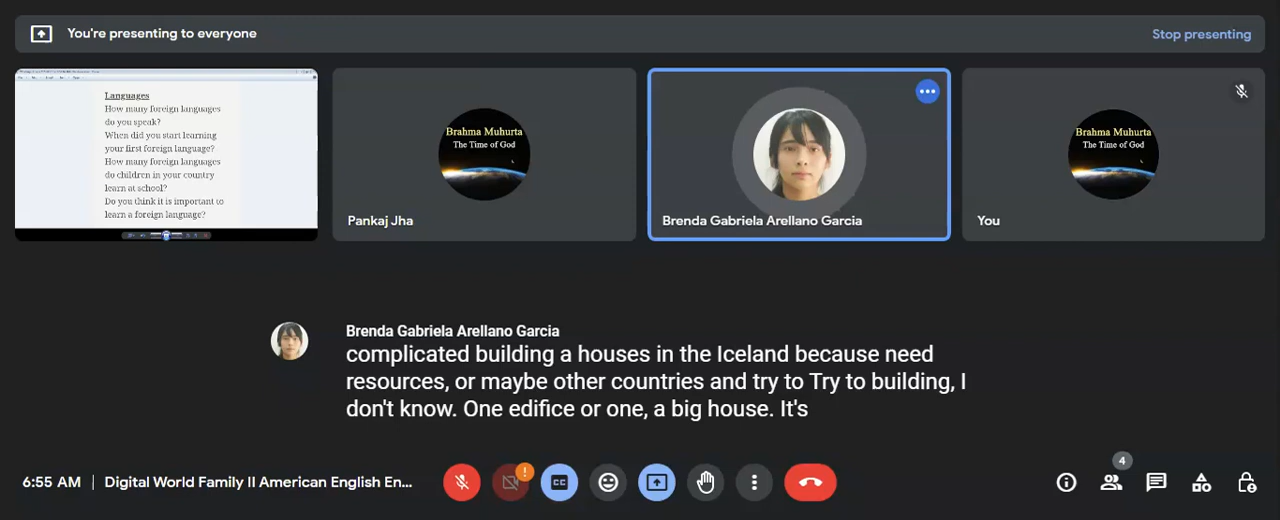 You're presenting to everyone
Stop presenting
Languages
How many foreign languages
do you speak?
When did you start learning
your first foreign language?
How many foreign languages
do children in your country
learn at school?
Do you think it is important to
learn a foreign language?
Brahma Muhurta
The Time of God
Pankaj Jha
Brenda Gabriela Arellano Garcia
Brahma Muhurta
The Time of God
You
Brenda Gabriela Arellano Garcia
complicated building a houses in the Iceland because need
resources, or maybe other countries and try to Try to building, I
don't know. One edifice or one, a big house. It's
6:55 AM | Digital World Family II American English En...
CC
4